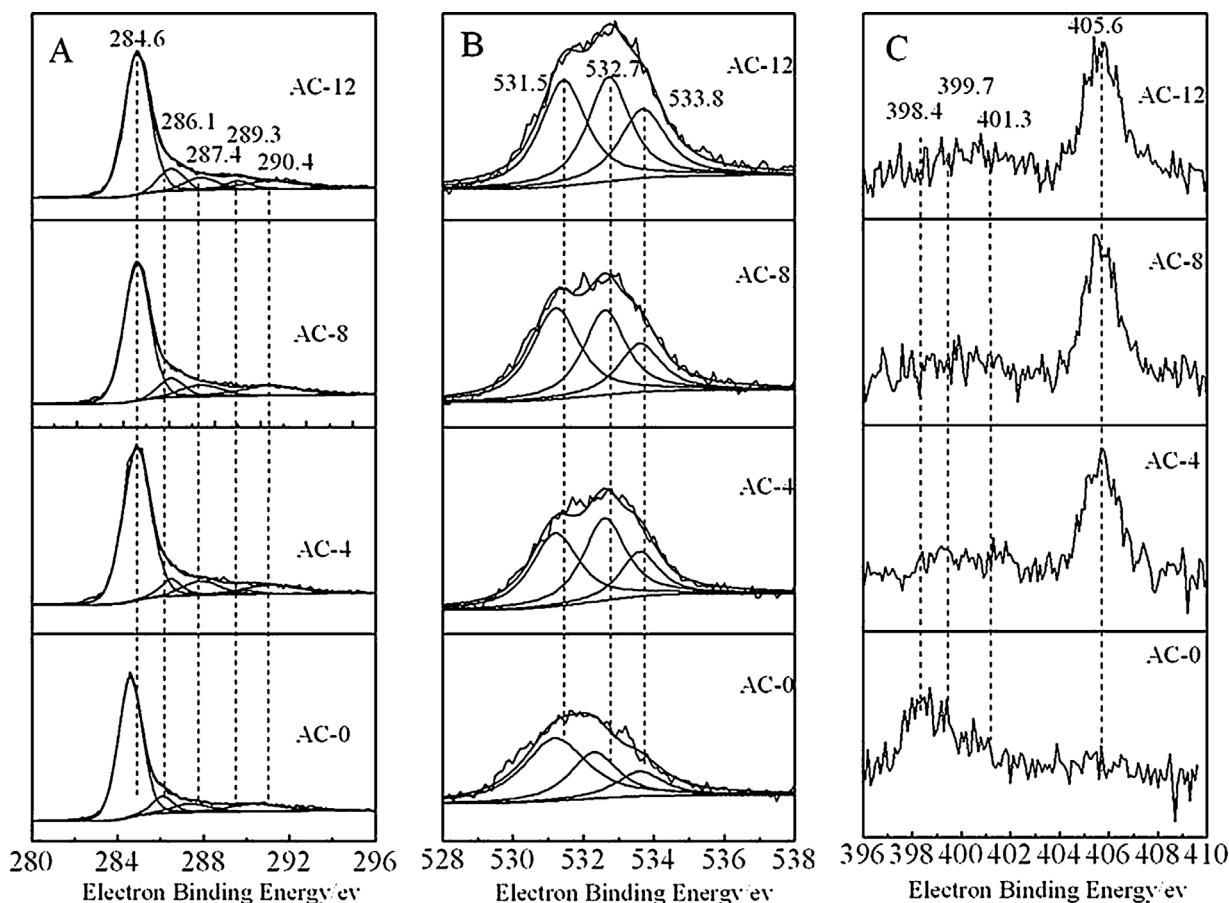 A
284.6
AC-12
286.1
289.3
287.4
290.4
AC-8
AC-4
AC-0
280 284 288 292 296
Electron Binding Energy/ev
B
AC-12
531.5
532.7
533.8
AC-8
AC-4
AC-0
528 530 532 534 536 538
Electron Binding Energy/ev
C
405.6
399.7
AC-12
398.4
401.3
AC-8
AC-4
AC-0
396 398 400 402 404 406 408 410
Electron Binding Energy/ev